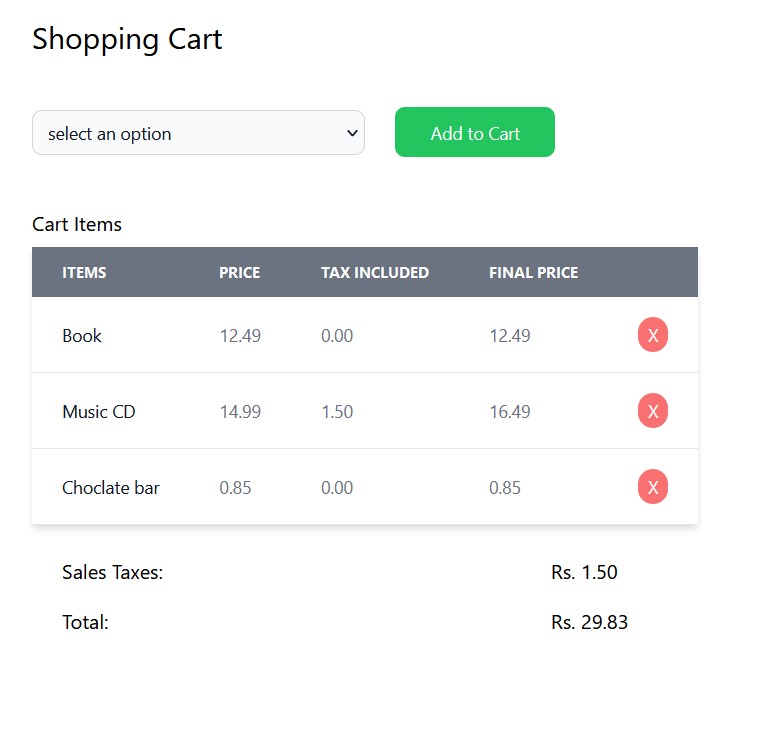 Shopping Cart
select an option
Add to Cart
Cart Items
ITEMS PRICE TAX INCLUDED FINAL PRICE
Book 12.49 0.00 12.49 X
Music CD 14.99 1.50 16.49 X
Choclate bar 0.85 0.00 0.85 X
Sales Taxes: Rs. 1.50
Total: Rs. 29.83